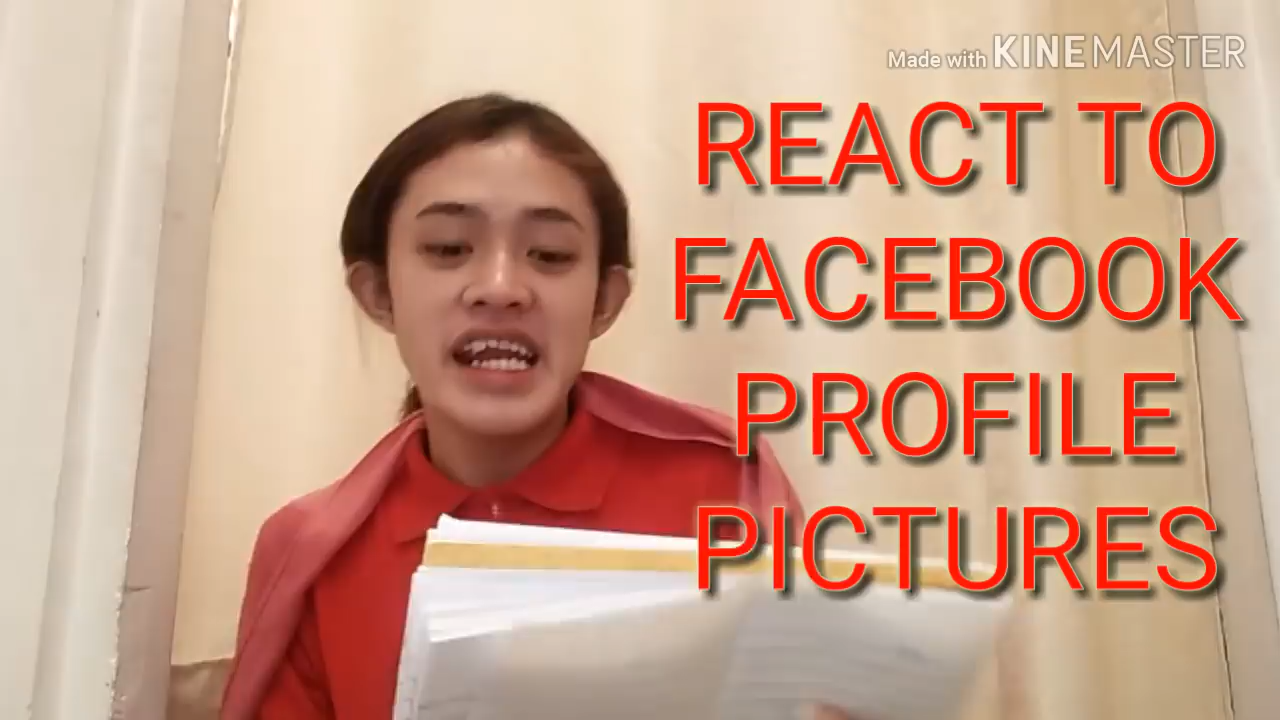 Made with KINEMASTER
REACT TO
FACEBOOK
PROFILE
PICTURES